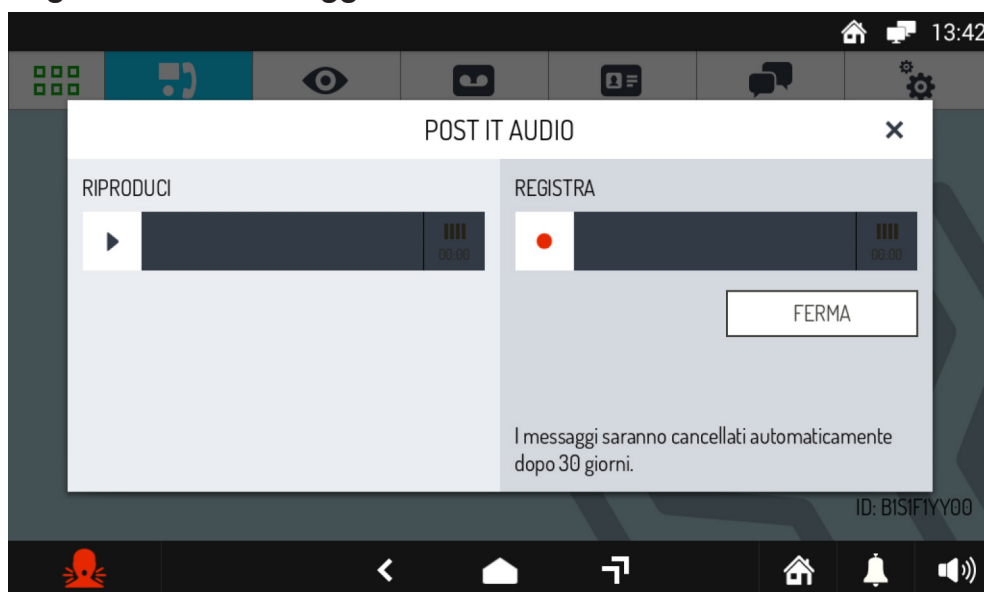 13:42
POST IT AUDIO
RIPRODUCI
REGISTRA
00:00
00:00
FERMA
I messaggi saranno cancellati automaticamente
dopo 30 giorni.
ID: B1S1F1YY00